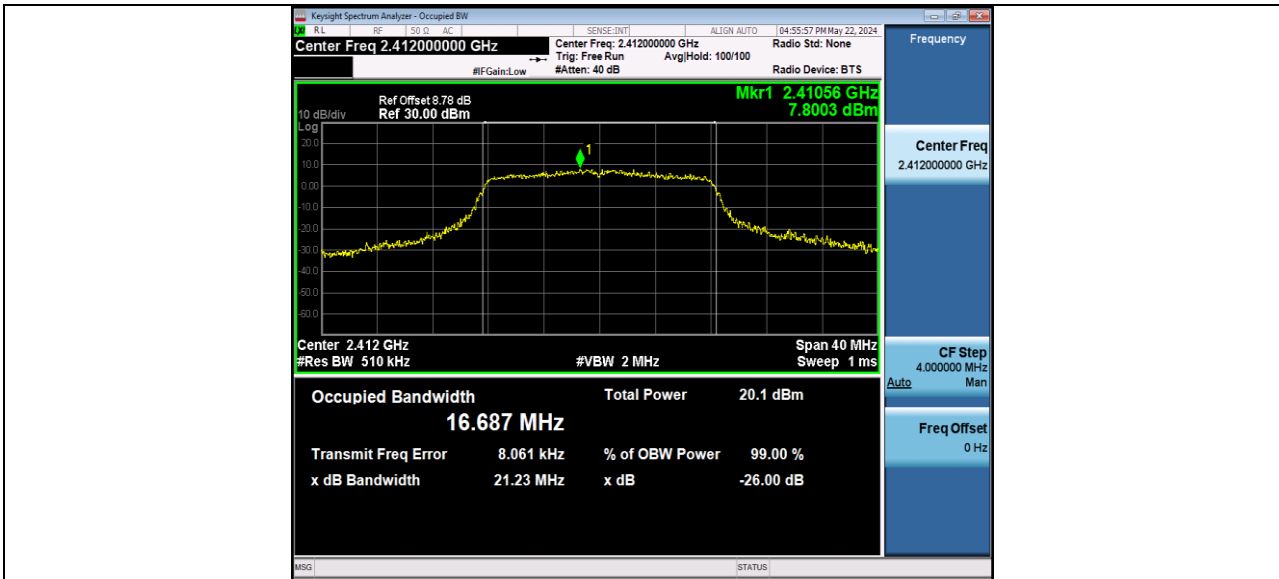 Keysight Spectrum Analyzer - Occupied BW
RL RF 50 Ω AC SENSE:INT ALIGN AUTO 04:55:57 PM May 22, 2024
Center Freq 2.412000000 GHz
Center Freq: 2.412000000 GHz Radio Std: None
Trig: Free Run Avg|Hold: 100/100
#IFGain:Low #Atten: 40 dB Radio Device: BTS
Mkr1 2.41056 GHz
7.8003 dBm
Ref Offset 8.78 dB
10 dB/div Ref 30.00 dBm
Log
20.0
10.0
0.00
-10.0
-20.0
-30.0
-40.0
-50.0
-60.0
1
Center 2.412 GHz Span 40 MHz
#Res BW 510 kHz #VBW 2 MHz Sweep 1 ms
Occupied Bandwidth Total Power 20.1 dBm
16.687 MHz
Transmit Freq Error 8.061 kHz % of OBW Power 99.00 %
x dB Bandwidth 21.23 MHz x dB -26.00 dB
MSG STATUS
Frequency
Center Freq
2.412000000 GHz
CF Step
4.000000 MHz
Auto Man
Freq Offset
0 Hz